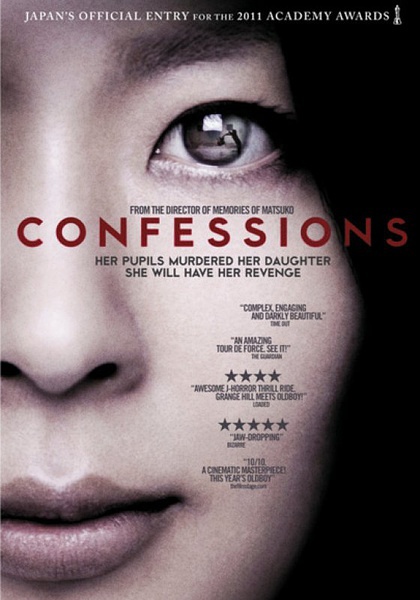 JAPAN'S OFFICIAL ENTRY FOR THE 2011 ACADEMY AWARDS
FROM THE DIRECTOR OF MEMORIES OF MATSUKO
CONFESSIONS
HER PUPILS MURDERED HER DAUGHTER
SHE WILL HAVE HER REVENGE
"COMPLEX, ENGAGING
AND DARKLY BEAUTIFUL"
TIME OUT
"AN AMAZING
TOUR DE FORCE. SEE IT!"
THE GUARDIAN
★★★★
"AWESOME J-HORROR THRILL RIDE.
GRANGE HILL MEETS OLDBOY!"
LOADED
★★★★★
"JAW-DROPPING"
BIZARRE
"10/10.
A CINEMATIC MASTERPIECE!
THIS YEAR'S OLDBOY"
thefilmstage.com